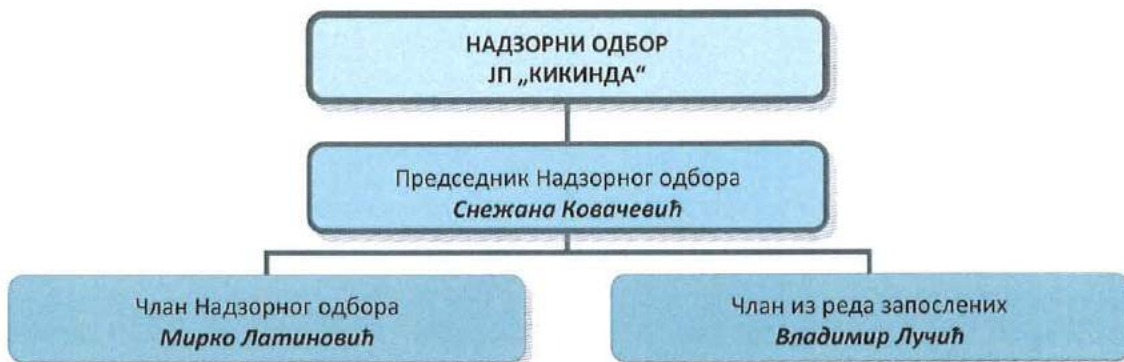 НАДЗОРНИ ОДБОР
ЈП „КИКИНДА“
Председник Надзорног одбора
Снежана Ковачевић
Члан Надзорног одбора
Мирко Латиновић
Члан из реда запослених
Владимир Лучић